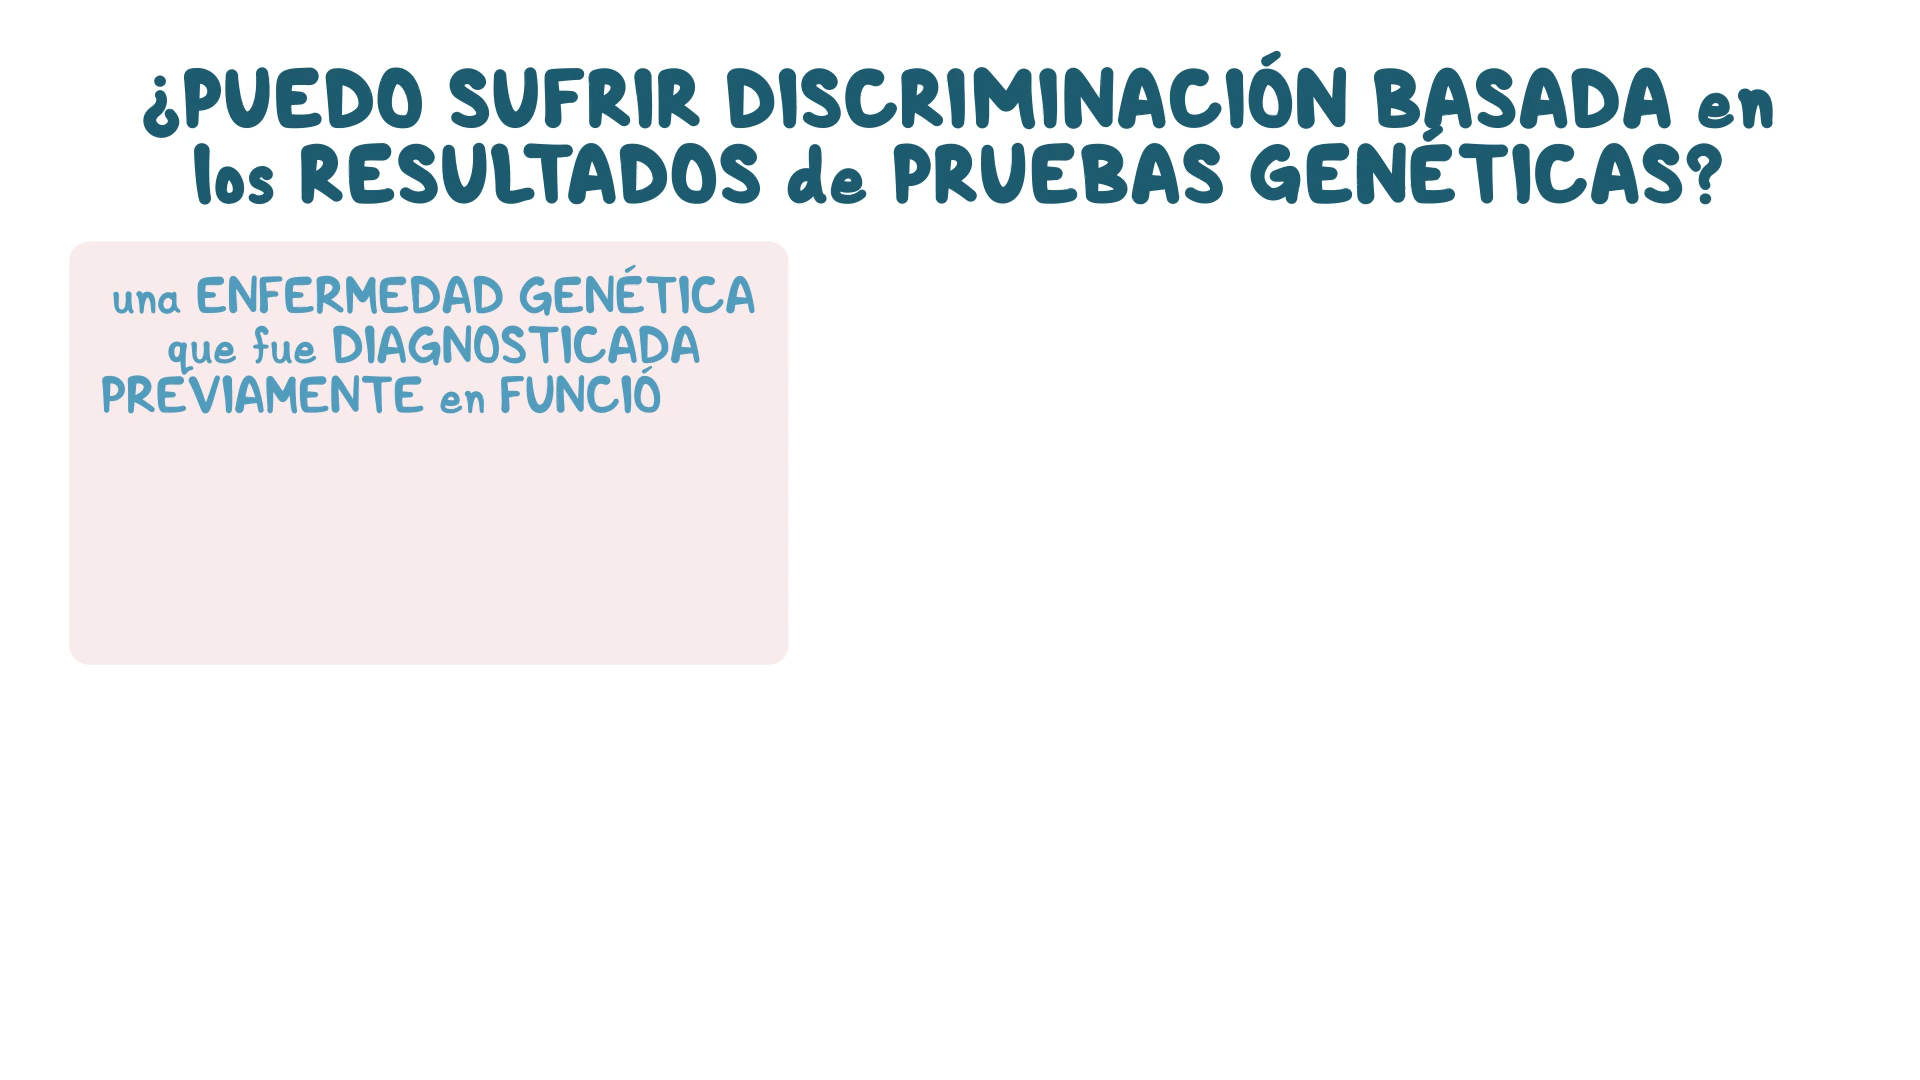 ¿PUEDO SUFRIR DISCRIMINACIÓN BASADA en
los RESULTADOS de PRUEBAS GENÉTICAS?
una ENFERMEDAD GENÉTICA
que fue DIAGNOSTICADA
PREVIAMENTE en FUNCIÓ